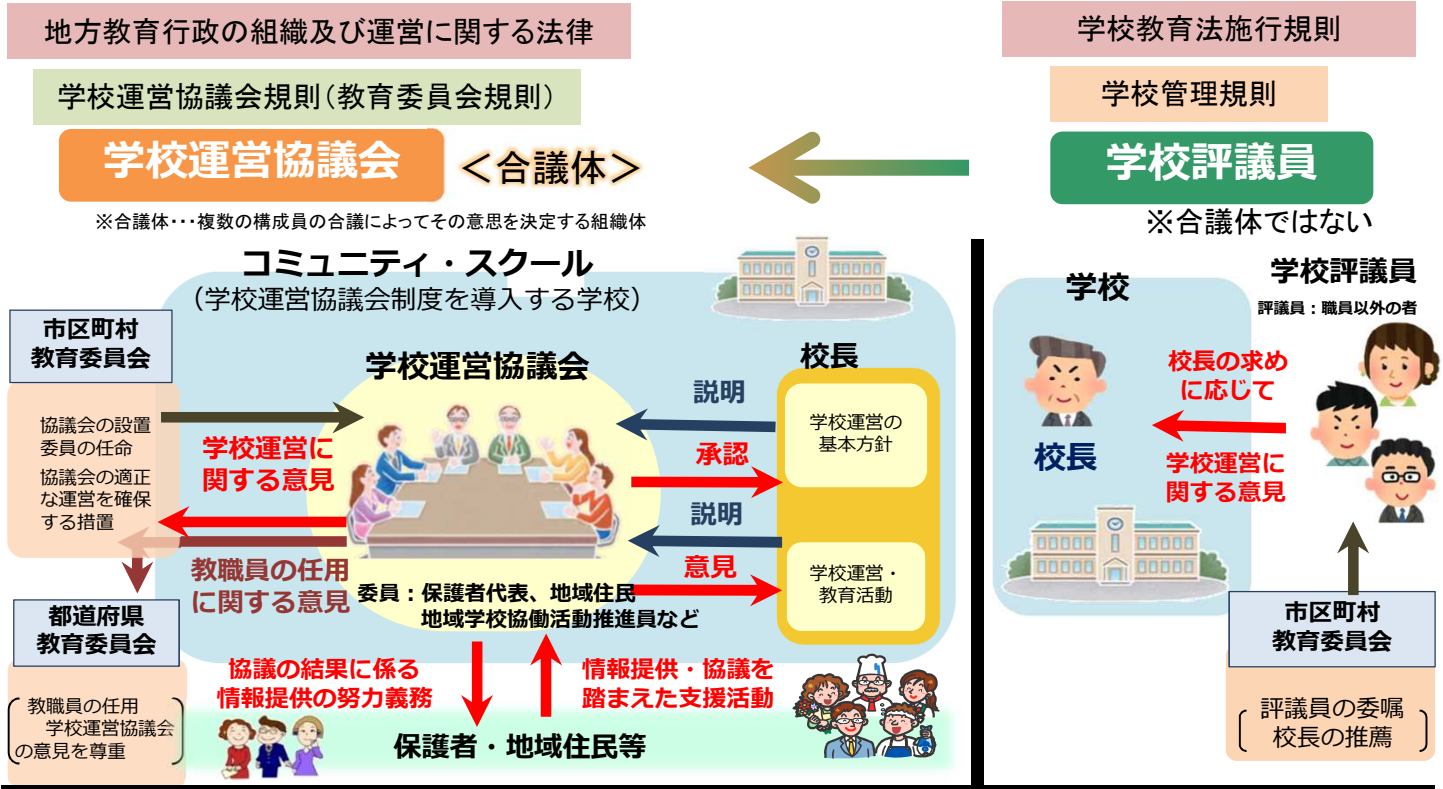 地方教育行政の組織及び運営に関する法律
学校運営協議会規則(教育委員会規則)
学校運営協議会
<合議体>
※合議体・・・複数の構成員の合議によってその意思を決定する組織体
コミュニティ・スクール
(学校運営協議会制度を導入する学校)
市区町村
教育委員会
協議会の設置
委員の任命
協議会の適正
な運営を確保
する措置
学校運営協議会
校長
説明
学校運営の
基本方針
承認
学校運営に
関する意見
説明
意見
学校運営・
教育活動
教職員の任用
に関する意見
委員:保護者代表、地域住民
地域学校協働活動推進員など
都道府県
教育委員会
教職員の任用
学校運営協議会
の意見を尊重
協議の結果に係る
情報提供の努力義務
情報提供・協議を
踏まえた支援活動
保護者・地域住民等
学校教育法施行規則
学校管理規則
学校評議員
※合議体ではない
学校
学校評議員
評議員:職員以外の者
校長の求め
に応じて
校長
学校運営に
関する意見
市区町村
教育委員会
評議員の委嘱
校長の推薦